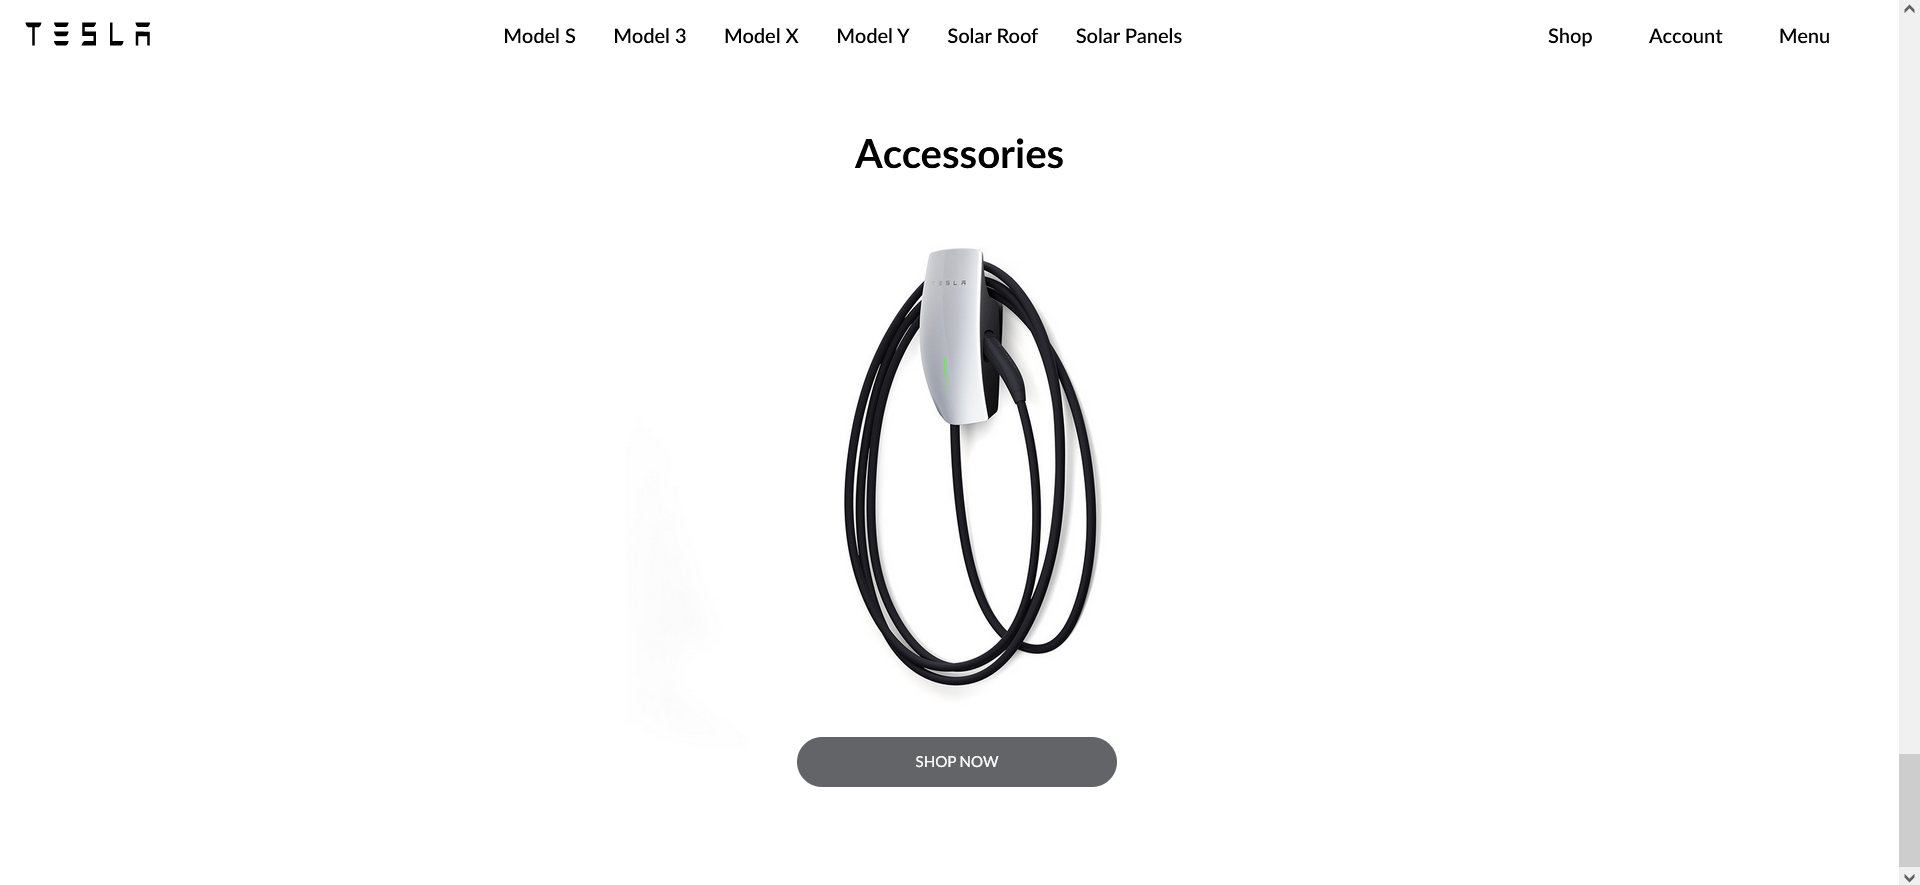 TESLA
Model S Model 3 Model X Model Y Solar Roof Solar Panels
Shop Account Menu
Accessories
TESLA
SHOP NOW